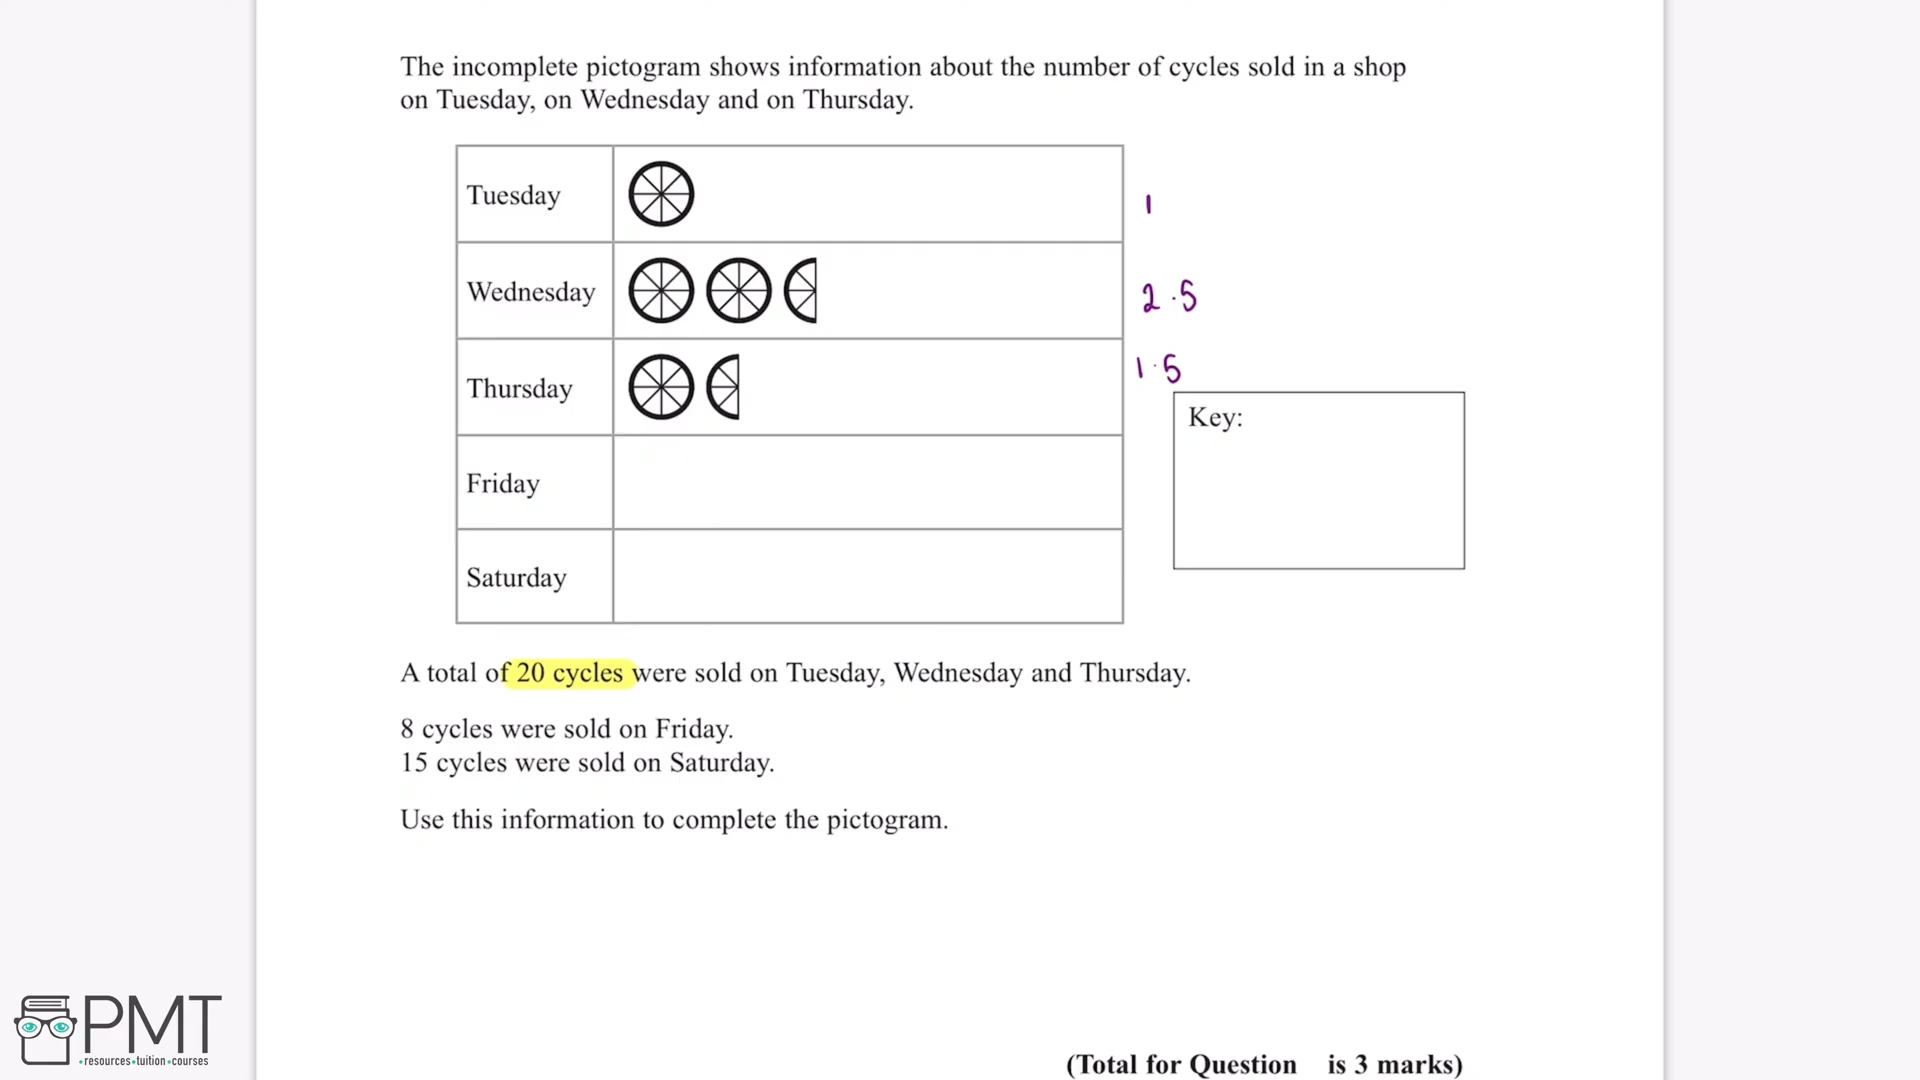 The incomplete pictogram shows information about the number of cycles sold in a shop
on Tuesday, on Wednesday and on Thursday.
Tuesday
1
Wednesday
2.5
Thursday
1.5
Key:
Friday
Saturday
A total of 20 cycles were sold on Tuesday, Wednesday and Thursday.
8 cycles were sold on Friday.
15 cycles were sold on Saturday.
Use this information to complete the pictogram.
PMT
•resources•tuition•courses
(Total for Question is 3 marks)